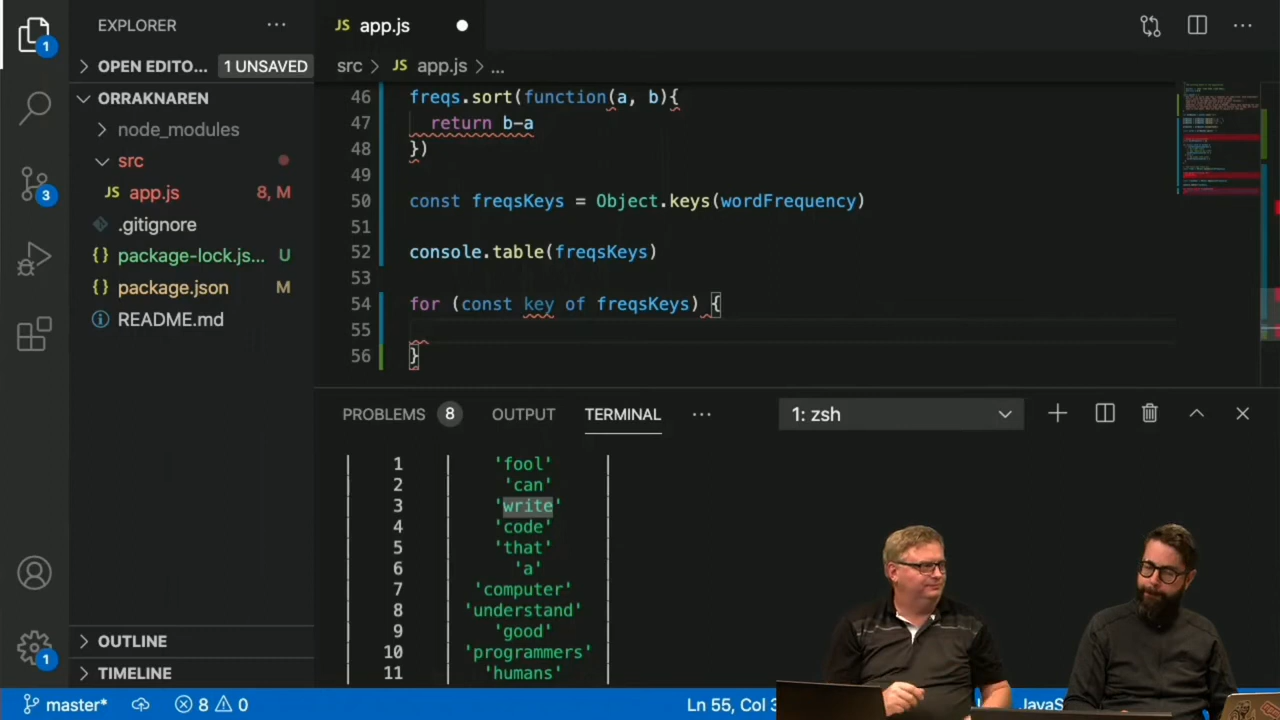 EXPLORER
OPEN EDITO... 1 UNSAVED
ORRAKNAREN
node_modules
src
JS app.js 8, M
.gitignore
{} package-lock.js... U
{} package.json M
README.md
OUTLINE
TIMELINE
1
3
1
JS app.js
src > JS app.js > ...
46 freqs.sort(function(a, b){
47 return b-a
48 })
49
50 const freqsKeys = Object.keys(wordFrequency)
51
52 console.table(freqsKeys)
53
54 for (const key of freqsKeys) {
55
56 }
PROBLEMS 8 OUTPUT TERMINAL ...
1: zsh
1 'fool'
2 'can'
3 'write'
4 'code'
5 'that'
6 'a'
7 'computer'
8 'understand'
9 'good'
10 'programmers'
11 'humans'
master* 8 0 Ln 55, Col